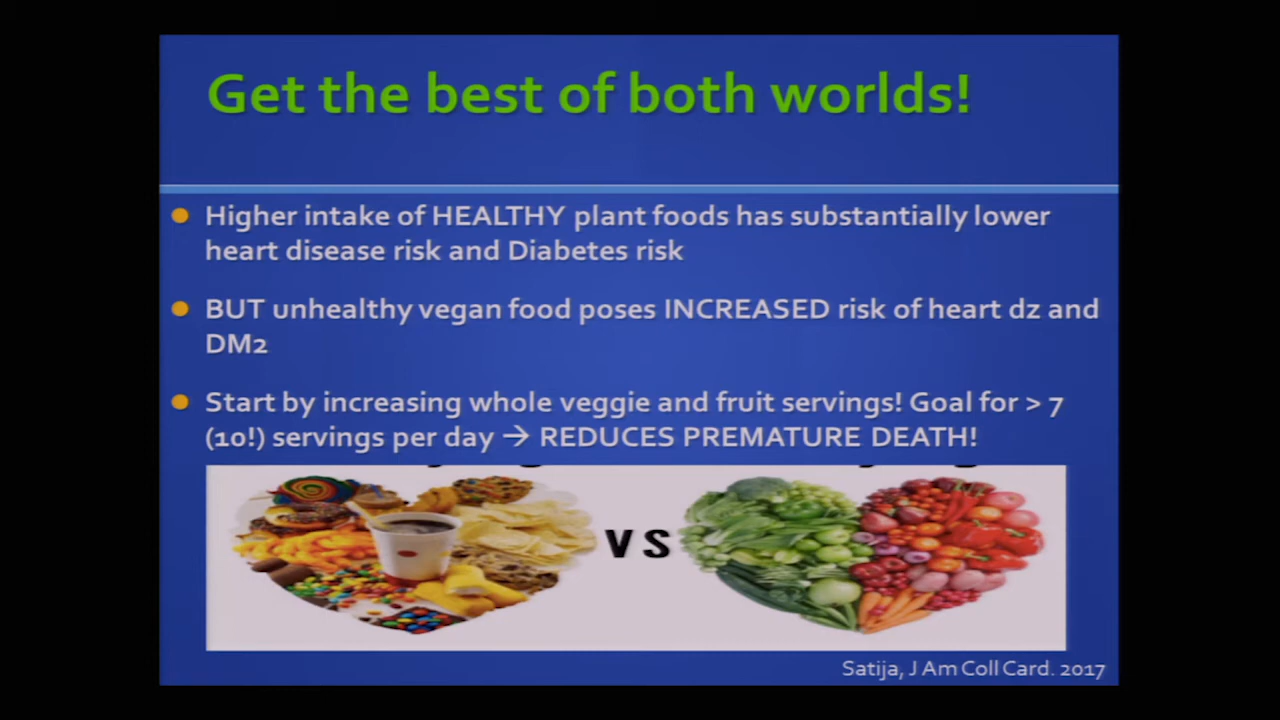 Get the best of both worlds!
Higher intake of HEALTHY plant foods has substantially lower
heart disease risk and Diabetes risk
BUT unhealthy vegan food poses INCREASED risk of heart dz and
DM2
Start by increasing whole veggie and fruit servings! Goal for > 7
(10!) servings per day → REDUCES PREMATURE DEATH!
vs
Satija, J Am Coll Card. 2017